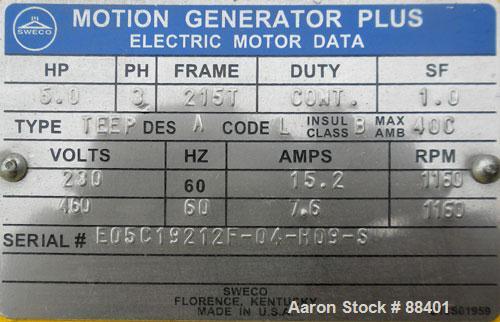 SWECO
MOTION GENERATOR PLUS
ELECTRIC MOTOR DATA
HP PH FRAME DUTY SF
5.0 3 215T CONT. 1.0
TYPE TEEP DES A CODE L INSUL CLASS B MAX AMB 40C
VOLTS HZ AMPS RPM
230 60 15.2 1160
460 60 7.6 1160
SERIAL # E05C19212F-04-H09-S
SWECO
FLORENCE, KENTUCKY
MADE IN U.S.A.
Aaron Stock # 88401